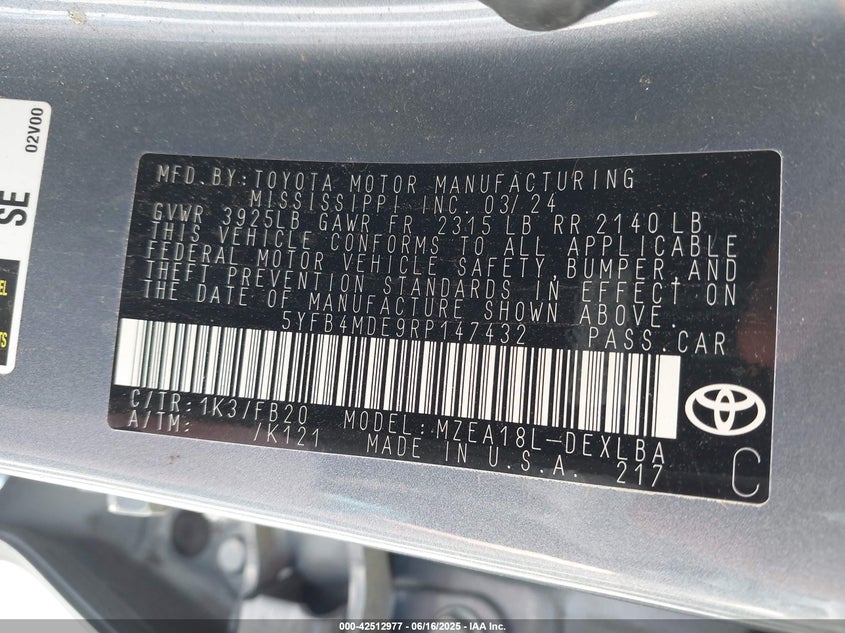 02V00
SE
EL
TS
MFD.BY:TOYOTA MOTOR MANUFACTURING
MISSISSIPPI, INC. 03/24
GVWR 3925LB GAWR FR 2315 LB RR 2140 LB
THIS VEHICLE CONFORMS TO ALL APPLICABLE
FEDERAL MOTOR VEHICLE SAFETY, BUMPER, AND
THEFT PREVENTION STANDARDS IN EFFECT ON
THE DATE OF MANUFACTURE SHOWN ABOVE.
5YFB4MDE9RP147432 PASS.CAR
C/TR:1K3/FB20 MODEL:MZEA18L-DEXLBA
A/TM: /K121 MADE IN U.S.A. 217
C
000-42512977 - 06/16/2025 - IAA Inc.